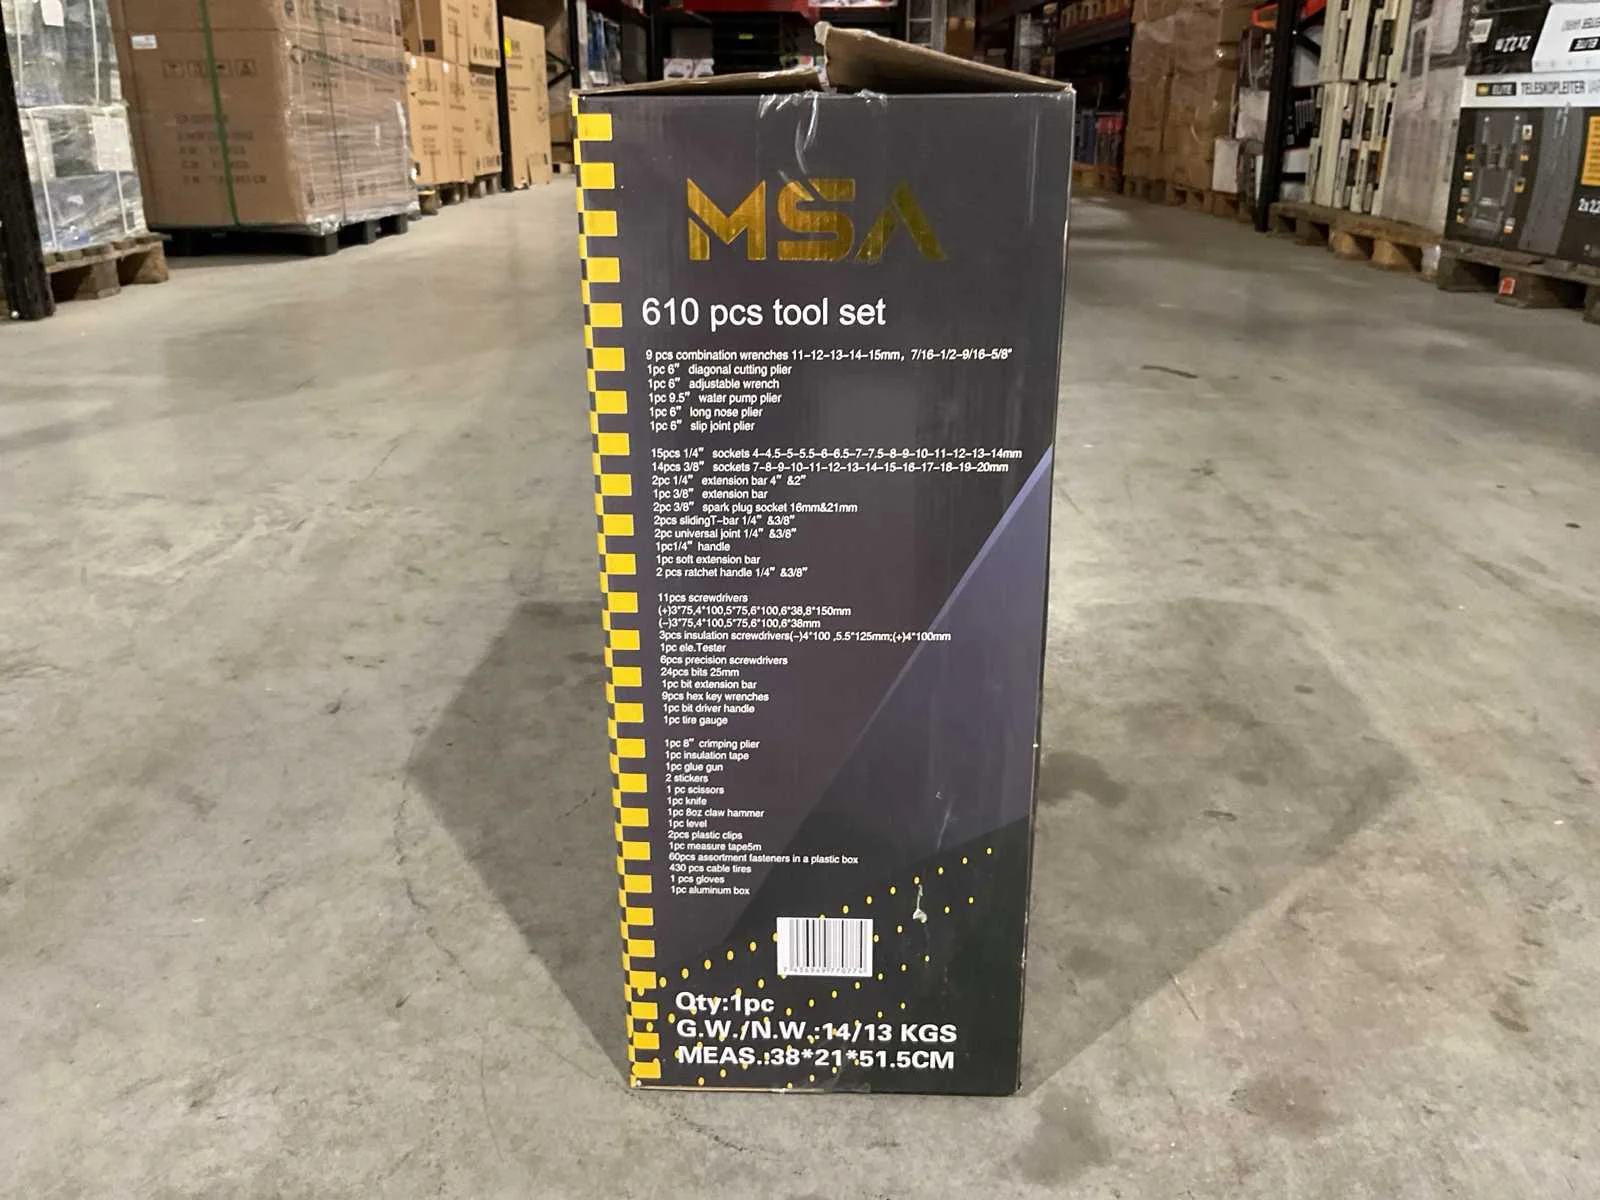 MSA
610 pcs tool set
9 pcs combination wrenches 11-12-13-14-15mm, 7/16-1/2-9/16-5/8"
1pc 6" diagonal cutting plier
1pc 6" adjustable wrench
1pc 9.5" water pump plier
1pc 6" long nose plier
1pc 6" slip joint plier
15pcs 1/4" sockets 4-4.5-5-5.5-6-6.5-7-7.5-8-9-10-11-12-13-14mm
14pcs 3/8" sockets 7-8-9-10-11-12-13-14-15-16-17-18-19-20mm
2pc 1/4" extension bar 4" &2"
1pc 3/8" extension bar
2pc 3/8" spark plug socket 16mm&21mm
2pcs slidingT-bar 1/4" &3/8"
2pc universal joint 1/4" &3/8"
1pc1/4" handle
1pc soft extension bar
2 pcs ratchet handle 1/4" &3/8"
11pcs screwdrivers
(+)3*75,4*100,5*75,6*100,6*38,8*150mm
(-)3*75,4*100,5*75,6*100,6*38mm
3pcs insulation screwdrivers(-)4*100 ,5.5*125mm;(+)4*100mm
1pc ele.Tester
6pcs precision screwdrivers
24pcs bits 25mm
1pc bit extension bar
9pcs hex key wrenches
1pc bit driver handle
1pc tire gauge
1pc 8" crimping plier
1pc insulation tape
1pc glue gun
2 stickers
1 pc scissors
1pc knife
1pc 8oz claw hammer
1pc level
2pcs plastic clips
1pc measure tape5m
60pcs assortment fasteners in a plastic box
430 pcs cable tires
1 pcs gloves
1pc aluminum box
Qty:1pc
G.W./N.W.:14/13 KGS
MEAS.:38*21*51.5CM
ELITE TELESKOPLEITER